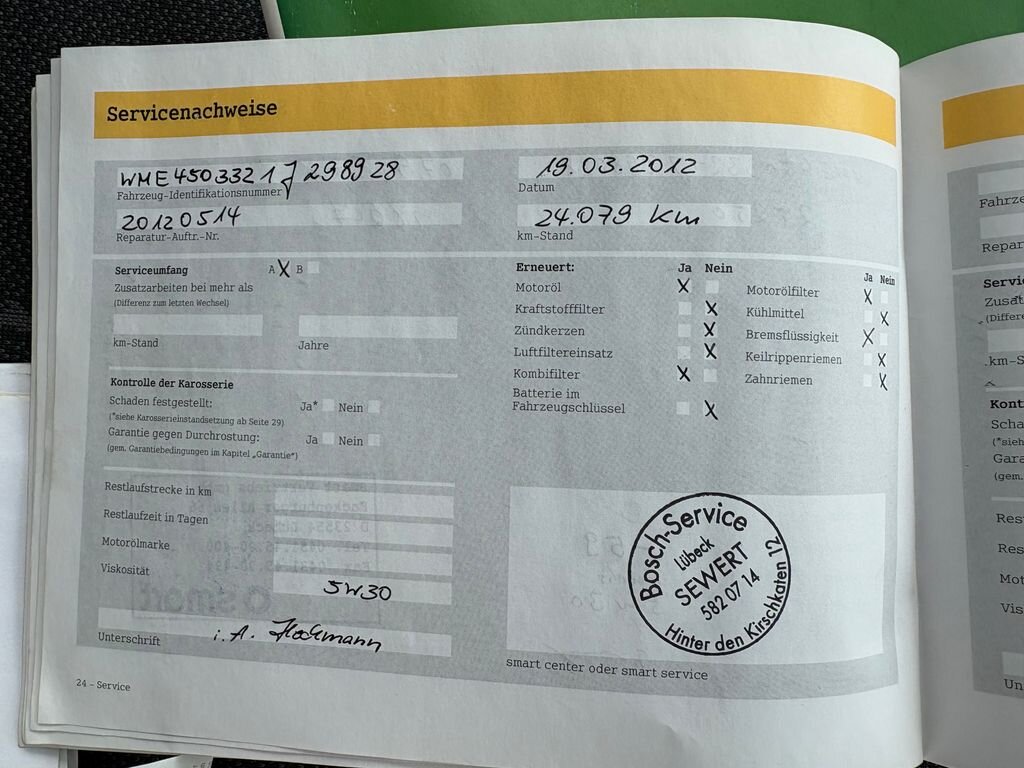 Servicenachweise
WME4503321J298928
Fahrzeug-Identifikationsnummer
20120514
Reparatur-Auftr.-Nr.
19.03.2012
Datum
24.079 Km
km-Stand
Serviceumfang A X B
Zusatzarbeiten bei mehr als
(Differenz zum letzten Wechsel)
km-Stand Jahre
Kontrolle der Karosserie
Schaden festgestellt: Ja* Nein
(*siehe Karosserieinstandsetzung ab Seite 29)
Garantie gegen Durchrostung: Ja Nein
(gem. Garantiebedingungen im Kapitel „Garantie")
Restlaufstrecke in km
Restlaufzeit in Tagen
Motorölmarke
Viskosität
5W30
Unterschrift
i.A.
Erneuert: Ja Nein
Motoröl X
Kraftstofffilter X
Zündkerzen X
Luftfiltereinsatz X
Kombifilter X
Batterie im
Fahrzeugschlüssel X
Ja Nein
Motorölfilter X
Kühlmittel X
Bremsflüssigkeit X
Keilrippenriemen X
Zahnriemen X
Bosch-Service
Lübeck
SEWERT
582 07 14
Hinter den Kirschkaten 12
smart center oder smart service
24 – Service